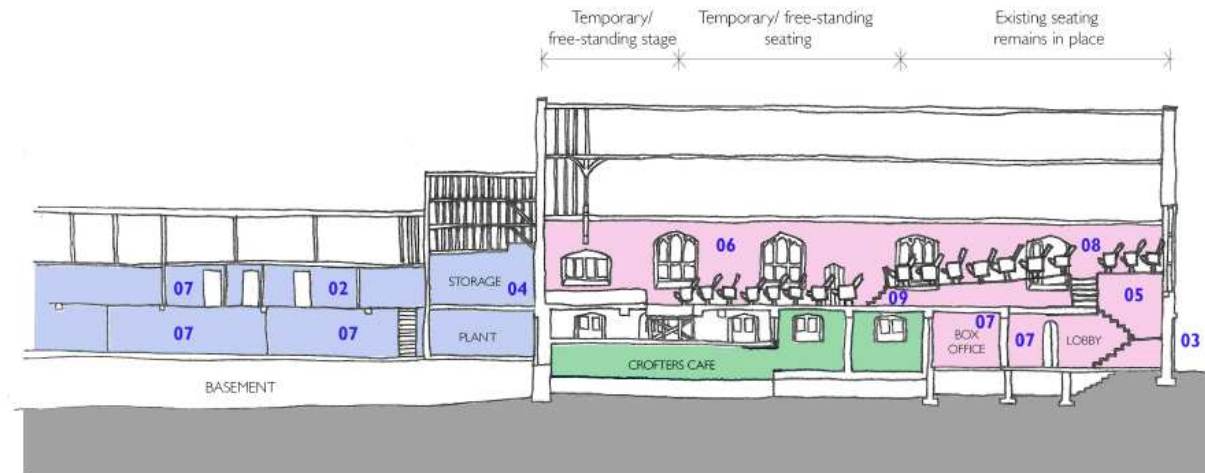 Temporary/
free-standing stage
Temporary/ free-standing
seating
Existing seating
remains in place
06
08
07
02
STORAGE
04
09
05
07
07
PLANT
07
BOX
OFFICE
07
LOBBY
03
CROFTERS CAFE
BASEMENT